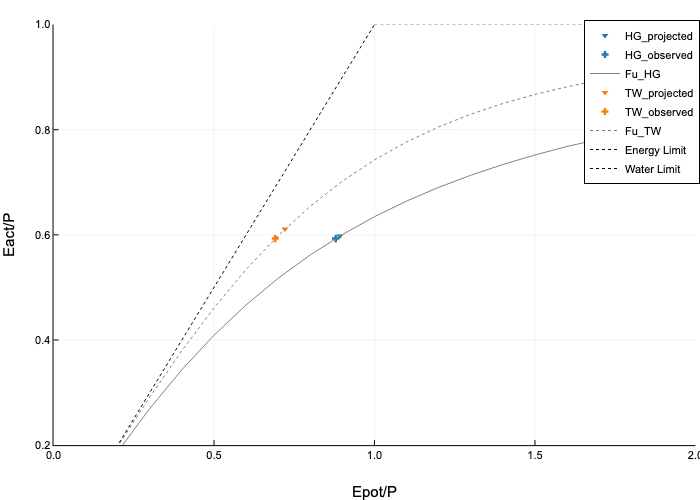 1.0
0.8
0.6
0.4
0.2
Eact/P
0.0
0.5
1.0
1.5
2.0
Epot/P
HG_projected
HG_observed
Fu_HG
TW_projected
TW_observed
Fu_TW
Energy Limit
Water Limit